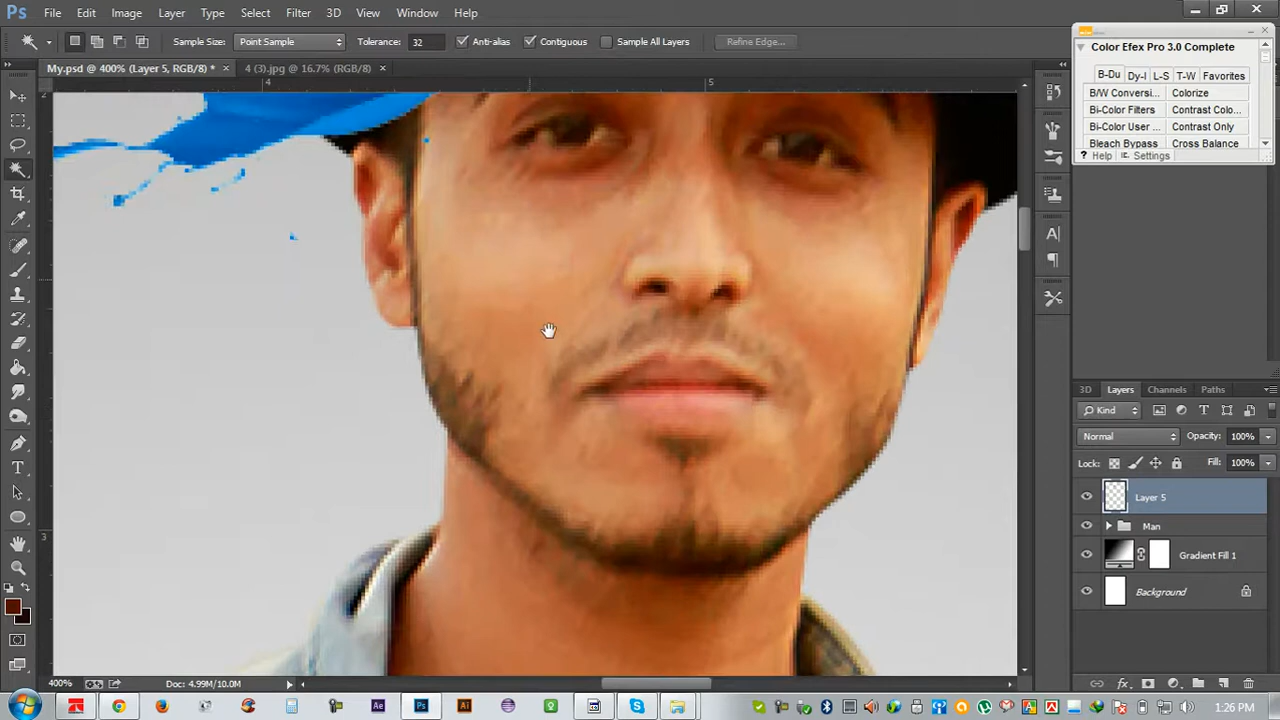 Ps File Edit Image Layer Type Select Filter 3D View Window Help
Sample Size: Point Sample 32 Anti-alias Contiguous Sample All Layers Refine Edge...
My.psd @ 400% (Layer 5, RGB/8) * × 4 (3).jpg @ 16.7% (RGB/8) ×
4 5
2
3
Color Efex Pro 3.0 Complete
B-Du Dy-I L-S T-W Favorites
B/W Conversi... Colorize
Bi-Color Filters Contrast Colo...
Bi-Color User ... Contrast Only
Bleach Bypass Cross Balance
? Help Settings
3D Layers Channels Paths
Kind
Normal Opacity: 100%
Lock: Fill: 100%
Layer 5
Man
Gradient Fill 1
Background
400% Doc: 4.99M/10.0M
Ae Ps Ai 1:26 PM